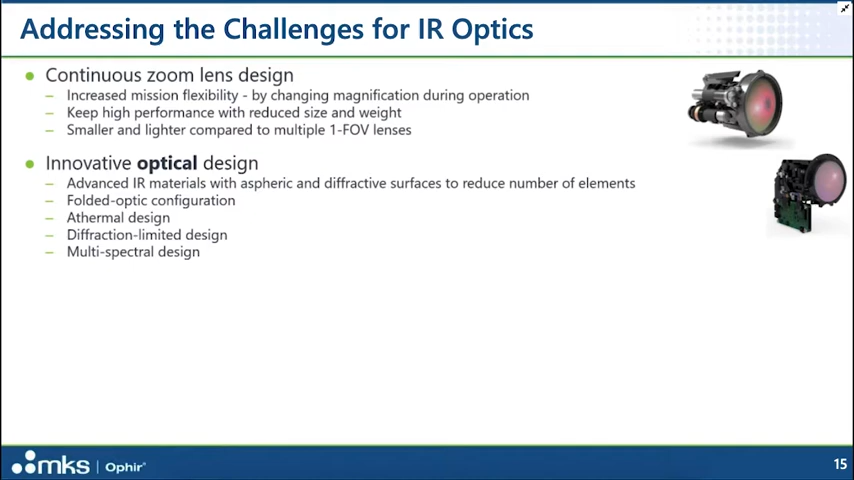 Addressing the Challenges for IR Optics
Continuous zoom lens design
– Increased mission flexibility - by changing magnification during operation
– Keep high performance with reduced size and weight
– Smaller and lighter compared to multiple 1-FOV lenses
Innovative optical design
– Advanced IR materials with aspheric and diffractive surfaces to reduce number of elements
– Folded-optic configuration
– Athermal design
– Diffraction-limited design
– Multi-spectral design
mks | Ophir®
15